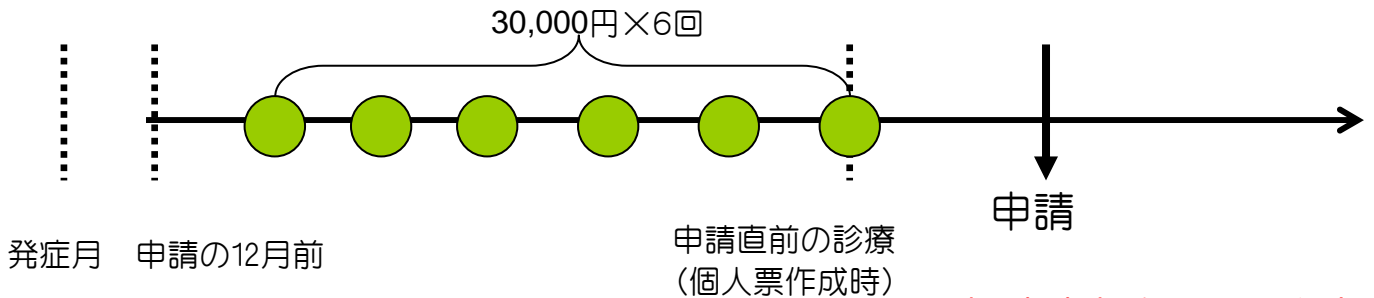 30,000円×6回
申請
発症月
申請の12月前
申請直前の診療
(個人票作成時)